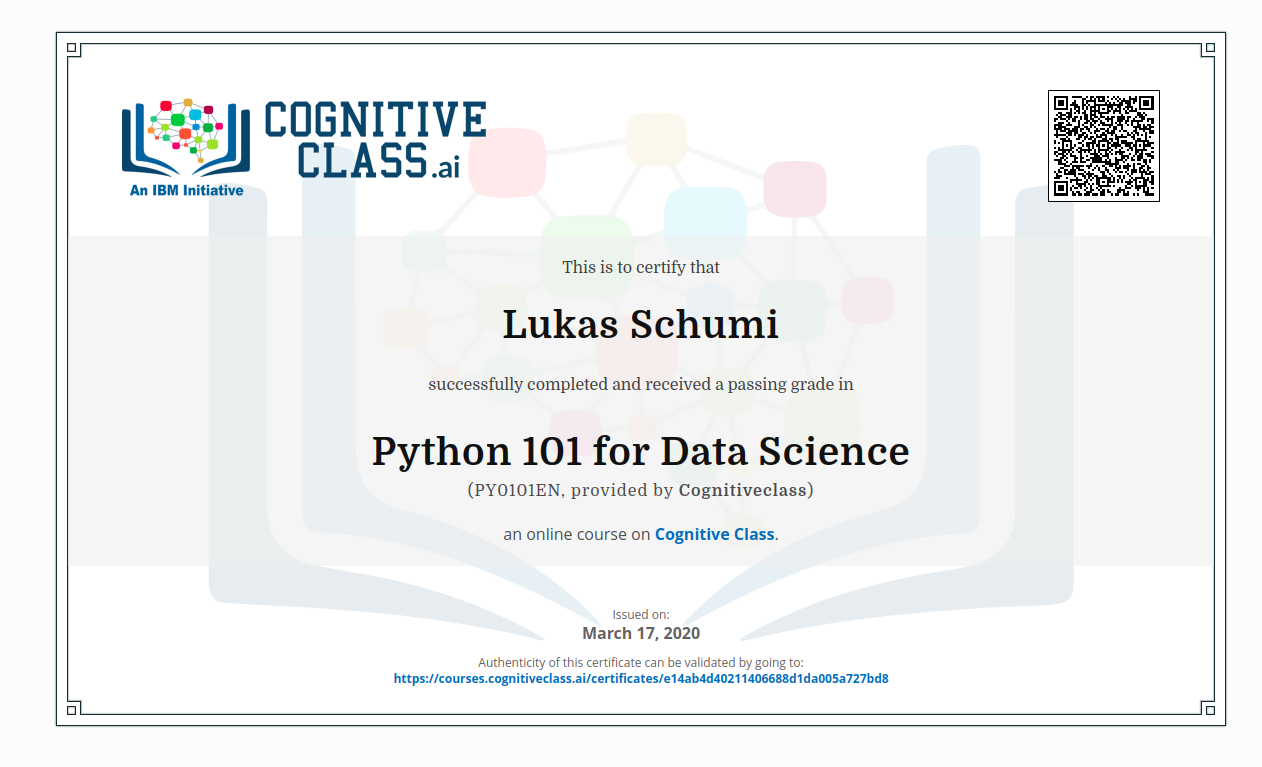 COGNITIVE
CLASS.ai
An IBM Initiative
This is to certify that
Lukas Schumi
successfully completed and received a passing grade in
Python 101 for Data Science
(PY0101EN, provided by Cognitiveclass)
an online course on Cognitive Class.
Issued on:
March 17, 2020
Authenticity of this certificate can be validated by going to:
https://courses.cognitiveclass.ai/certificates/e14ab4d40211406688d1da005a727bd8